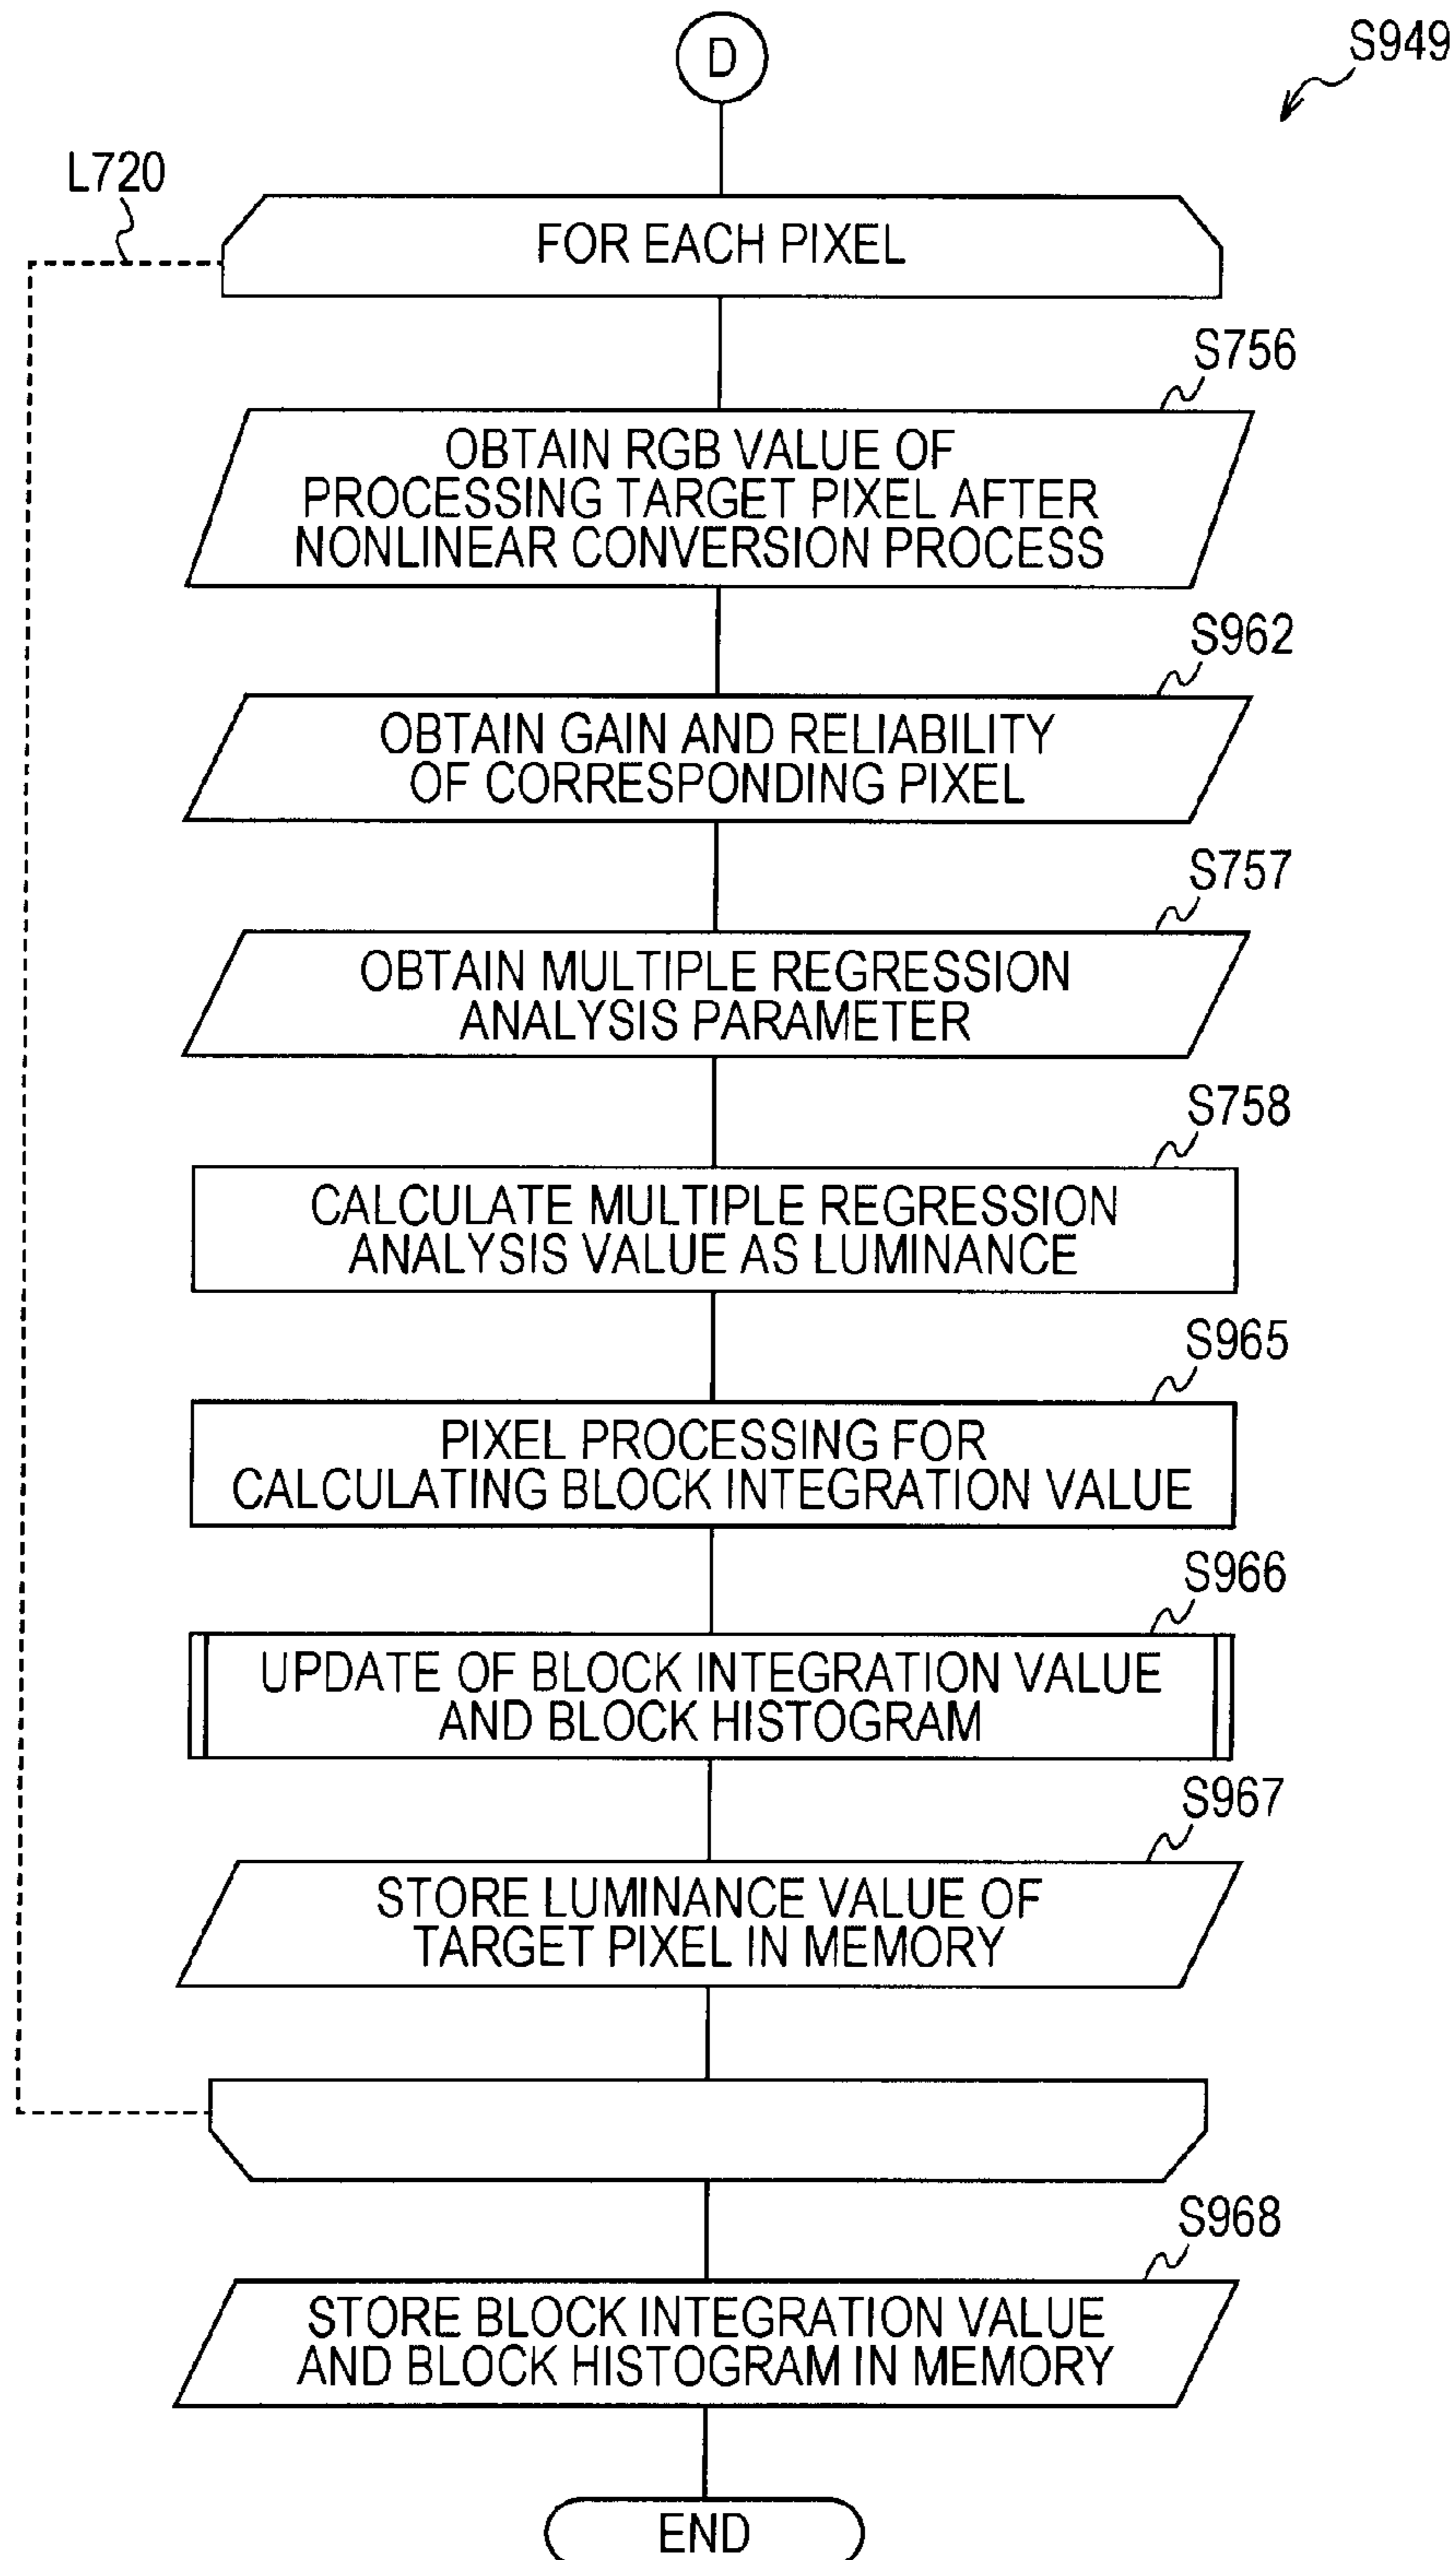 D
S949
L720
FOR EACH PIXEL
S756
OBTAIN RGB VALUE OF
PROCESSING TARGET PIXEL AFTER
NONLINEAR CONVERSION PROCESS
S962
OBTAIN GAIN AND RELIABILITY
OF CORRESPONDING PIXEL
S757
OBTAIN MULTIPLE REGRESSION
ANALYSIS PARAMETER
S758
CALCULATE MULTIPLE REGRESSION
ANALYSIS VALUE AS LUMINANCE
S965
PIXEL PROCESSING FOR
CALCULATING BLOCK INTEGRATION VALUE
S966
UPDATE OF BLOCK INTEGRATION VALUE
AND BLOCK HISTOGRAM
S967
STORE LUMINANCE VALUE OF
TARGET PIXEL IN MEMORY
S968
STORE BLOCK INTEGRATION VALUE
AND BLOCK HISTOGRAM IN MEMORY
END